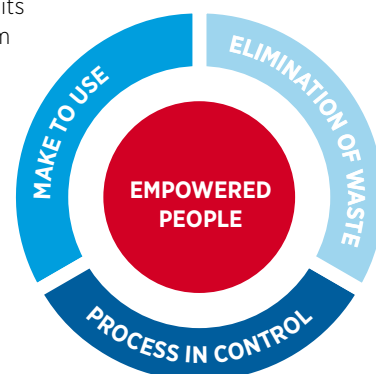 its
m
MAKE TO USE
ELIMINATION OF WASTE
EMPOWERED
PEOPLE
PROCESS IN CONTROL